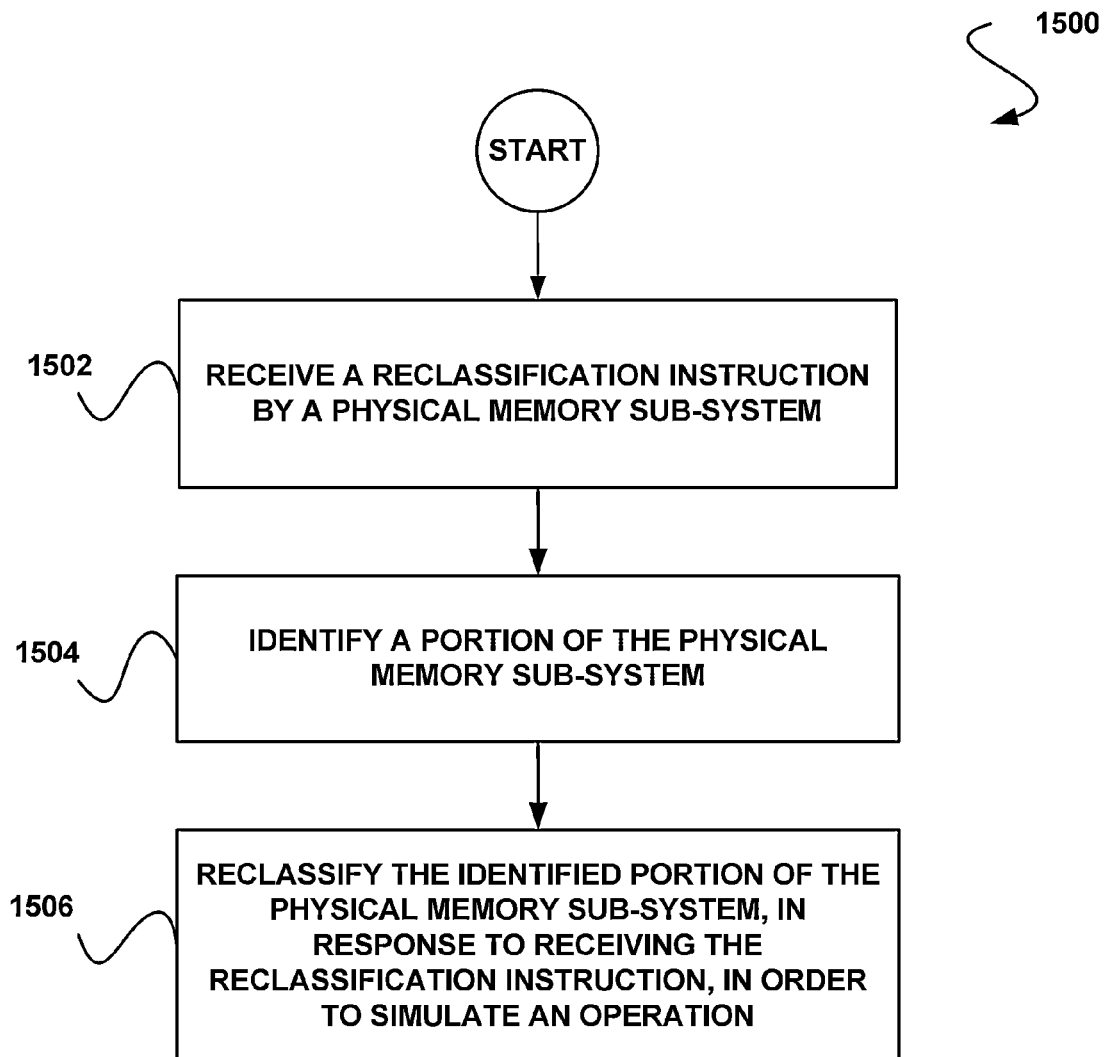 1500
START
1502
RECEIVE A RECLASSIFICATION INSTRUCTION
BY A PHYSICAL MEMORY SUB-SYSTEM
1504
IDENTIFY A PORTION OF THE PHYSICAL
MEMORY SUB-SYSTEM
1506
RECLASSIFY THE IDENTIFIED PORTION OF THE
PHYSICAL MEMORY SUB-SYSTEM, IN
RESPONSE TO RECEIVING THE
RECLASSIFICATION INSTRUCTION, IN ORDER
TO SIMULATE AN OPERATION